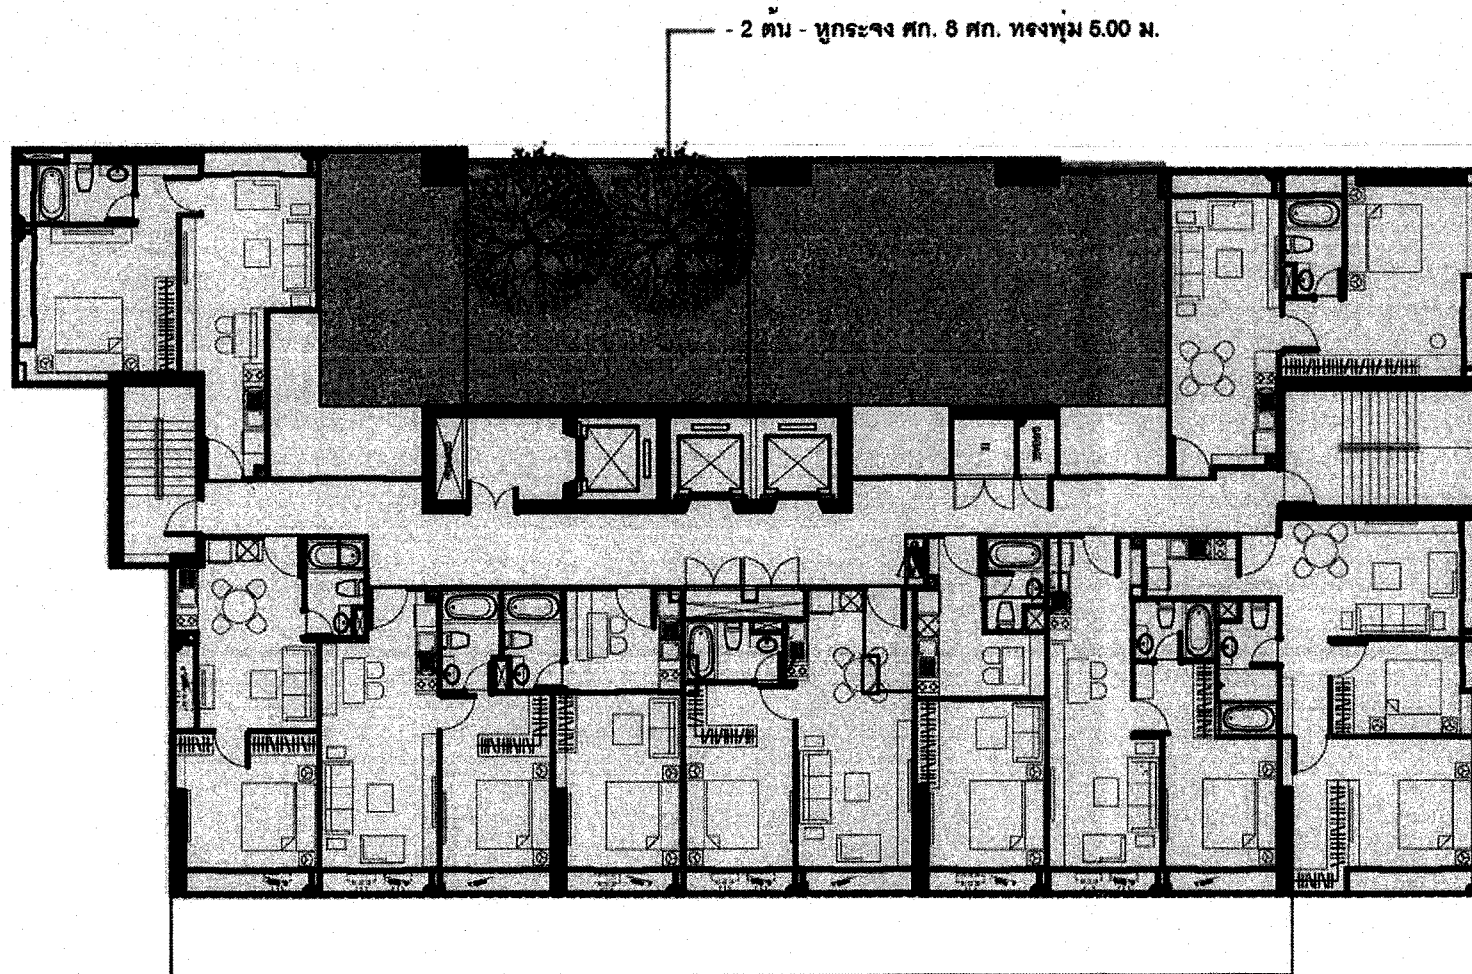 - 2 ต้น - หูกระจง ศก. 8 ศก. ทรงพุ่ม 5.00 ม.